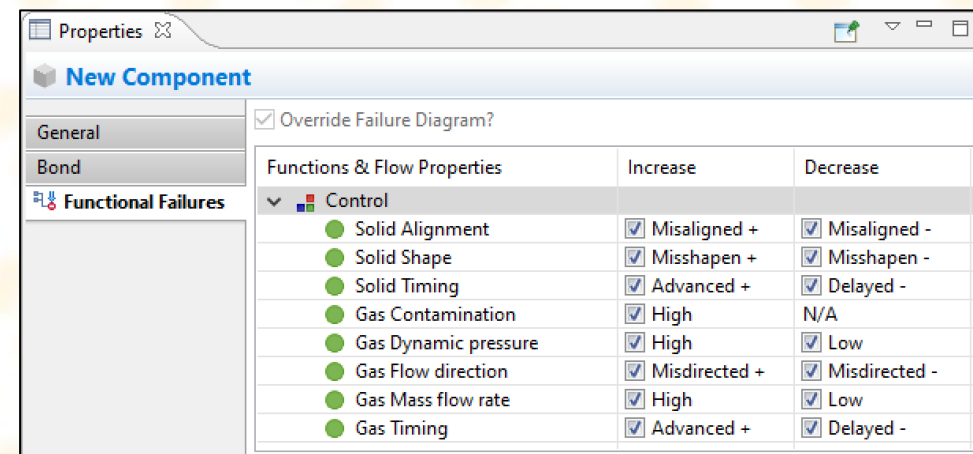 Properties
New Component
General
Bond
Functional Failures
Override Failure Diagram?
Functions & Flow Properties Increase Decrease
Control
Solid Alignment Misaligned + Misaligned -
Solid Shape Misshapen + Misshapen -
Solid Timing Advanced + Delayed -
Gas Contamination High N/A
Gas Dynamic pressure High Low
Gas Flow direction Misdirected + Misdirected -
Gas Mass flow rate High Low
Gas Timing Advanced + Delayed -